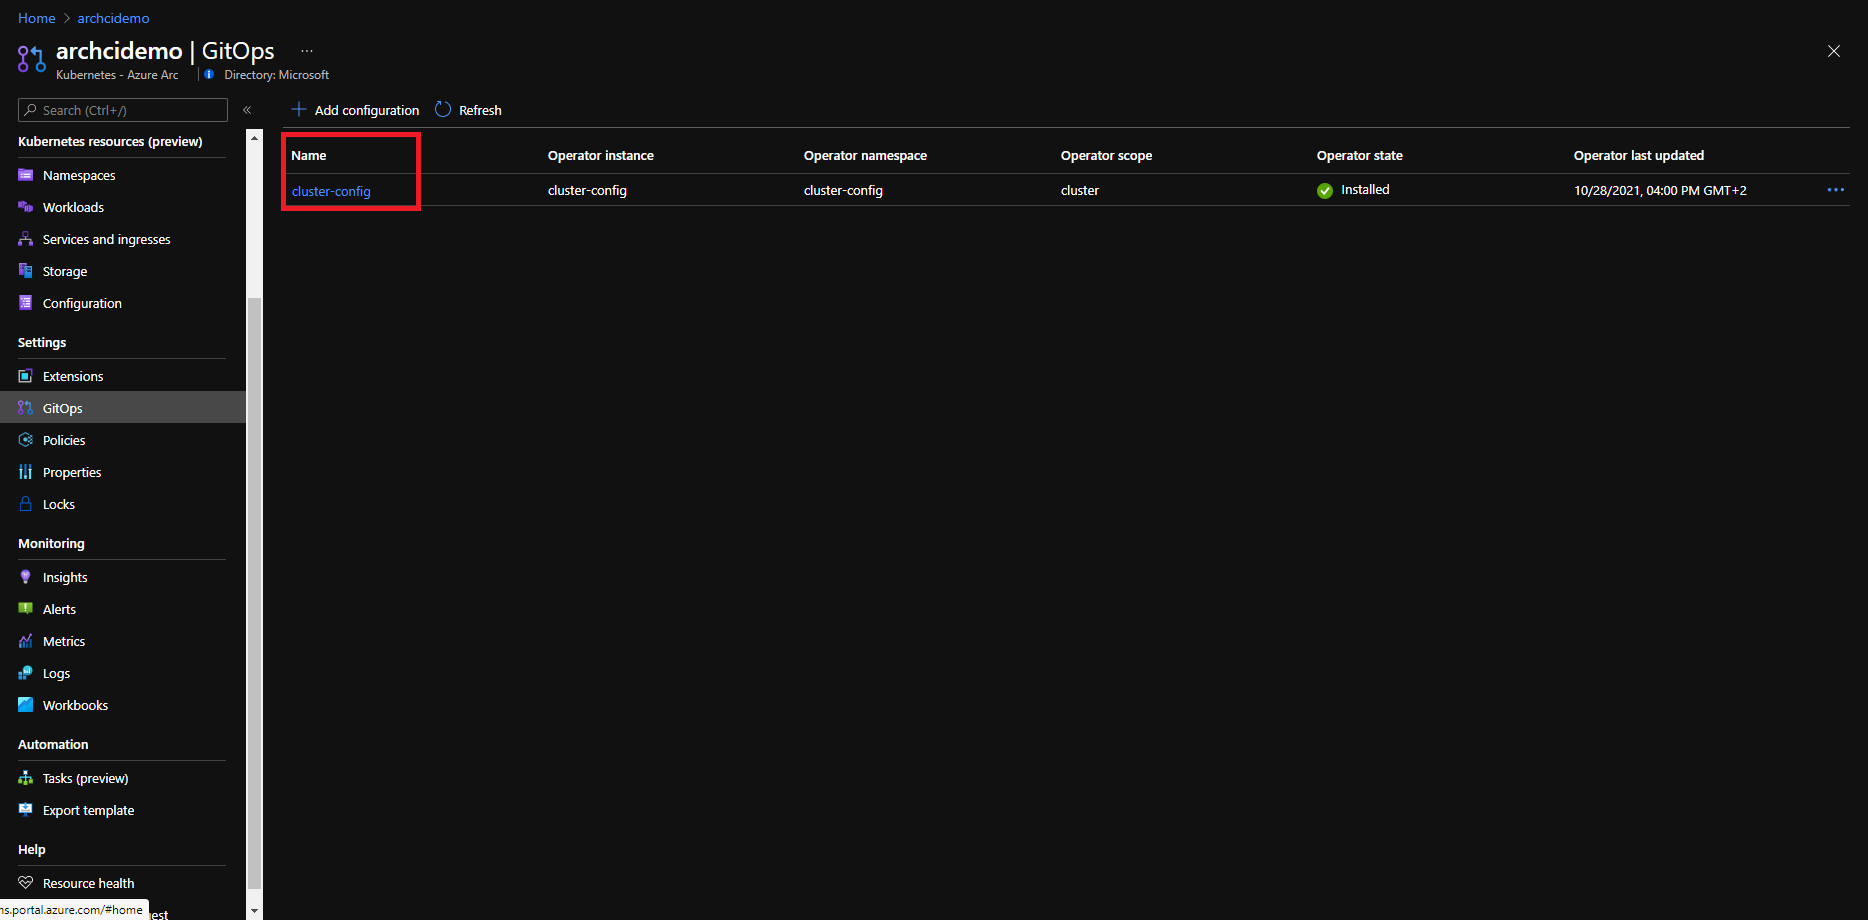 Home > archcidemo
archcidemo | GitOps ...
Kubernetes - Azure Arc | Directory: Microsoft
Search (Ctrl+/)
«
Add configuration
Refresh
Kubernetes resources (preview)
Namespaces
Workloads
Services and ingresses
Storage
Configuration
Settings
Extensions
GitOps
Policies
Properties
Locks
Monitoring
Insights
Alerts
Metrics
Logs
Workbooks
Automation
Tasks (preview)
Export template
Help
Resource health
ns.portal.azure.com/#home
Name Operator instance Operator namespace Operator scope Operator state Operator last updated
cluster-config cluster-config cluster-config cluster Installed 10/28/2021, 04:00 PM GMT+2 ...